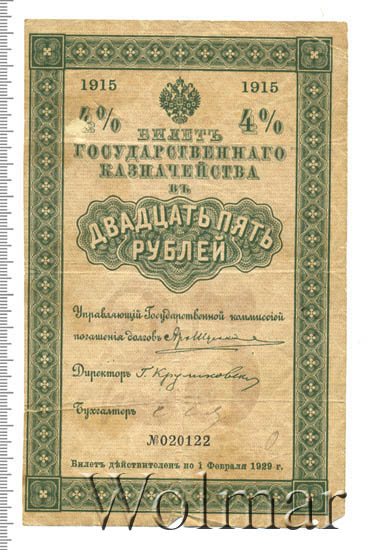 1915 1915
4% 4%
БИЛЕТЪ
ГОСУДАРСТВЕННАГО
КАЗНАЧЕЙСТВА
ВЪ
ДВАДЦАТЬ ПЯТЬ
РУБЛЕЙ
Управляющій Государственной коммиссіей
погашенія долговъ
Директоръ
Бухгалтеръ
№020122
Билетъ дѣйствителенъ по 1 Февраля 1929 г.
Wolmar